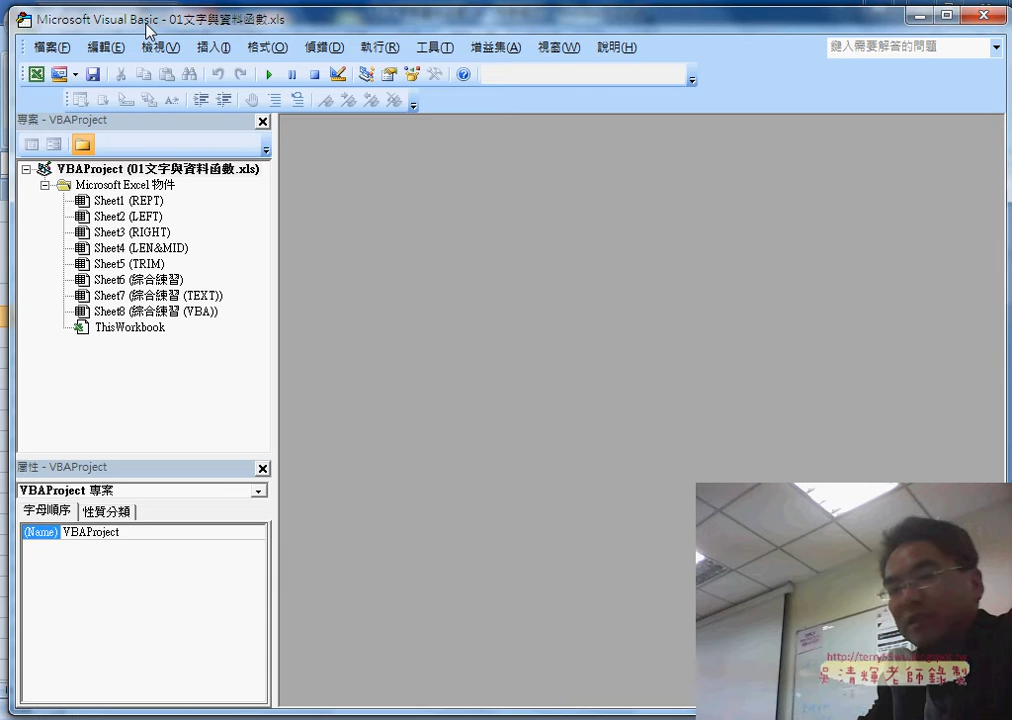 Microsoft Visual Basic - 01文字與資料函數.xls
檔案(F) 編輯(E) 檢視(V) 插入(I) 格式(O) 偵錯(D) 執行(R) 工具(T) 增益集(A) 視窗(W) 說明(H) 鍵入需要解答的問題
專案 - VBAProject
VBAProject (01文字與資料函數.xls)
Microsoft Excel 物件
Sheet1 (REPT)
Sheet2 (LEFT)
Sheet3 (RIGHT)
Sheet4 (LEN&MID)
Sheet5 (TRIM)
Sheet6 (綜合練習)
Sheet7 (綜合練習 (TEXT))
Sheet8 (綜合練習 (VBA))
ThisWorkbook
屬性 - VBAProject
VBAProject 專案
字母順序 性質分類
(Name) VBAProject
吳清輝老師錄製